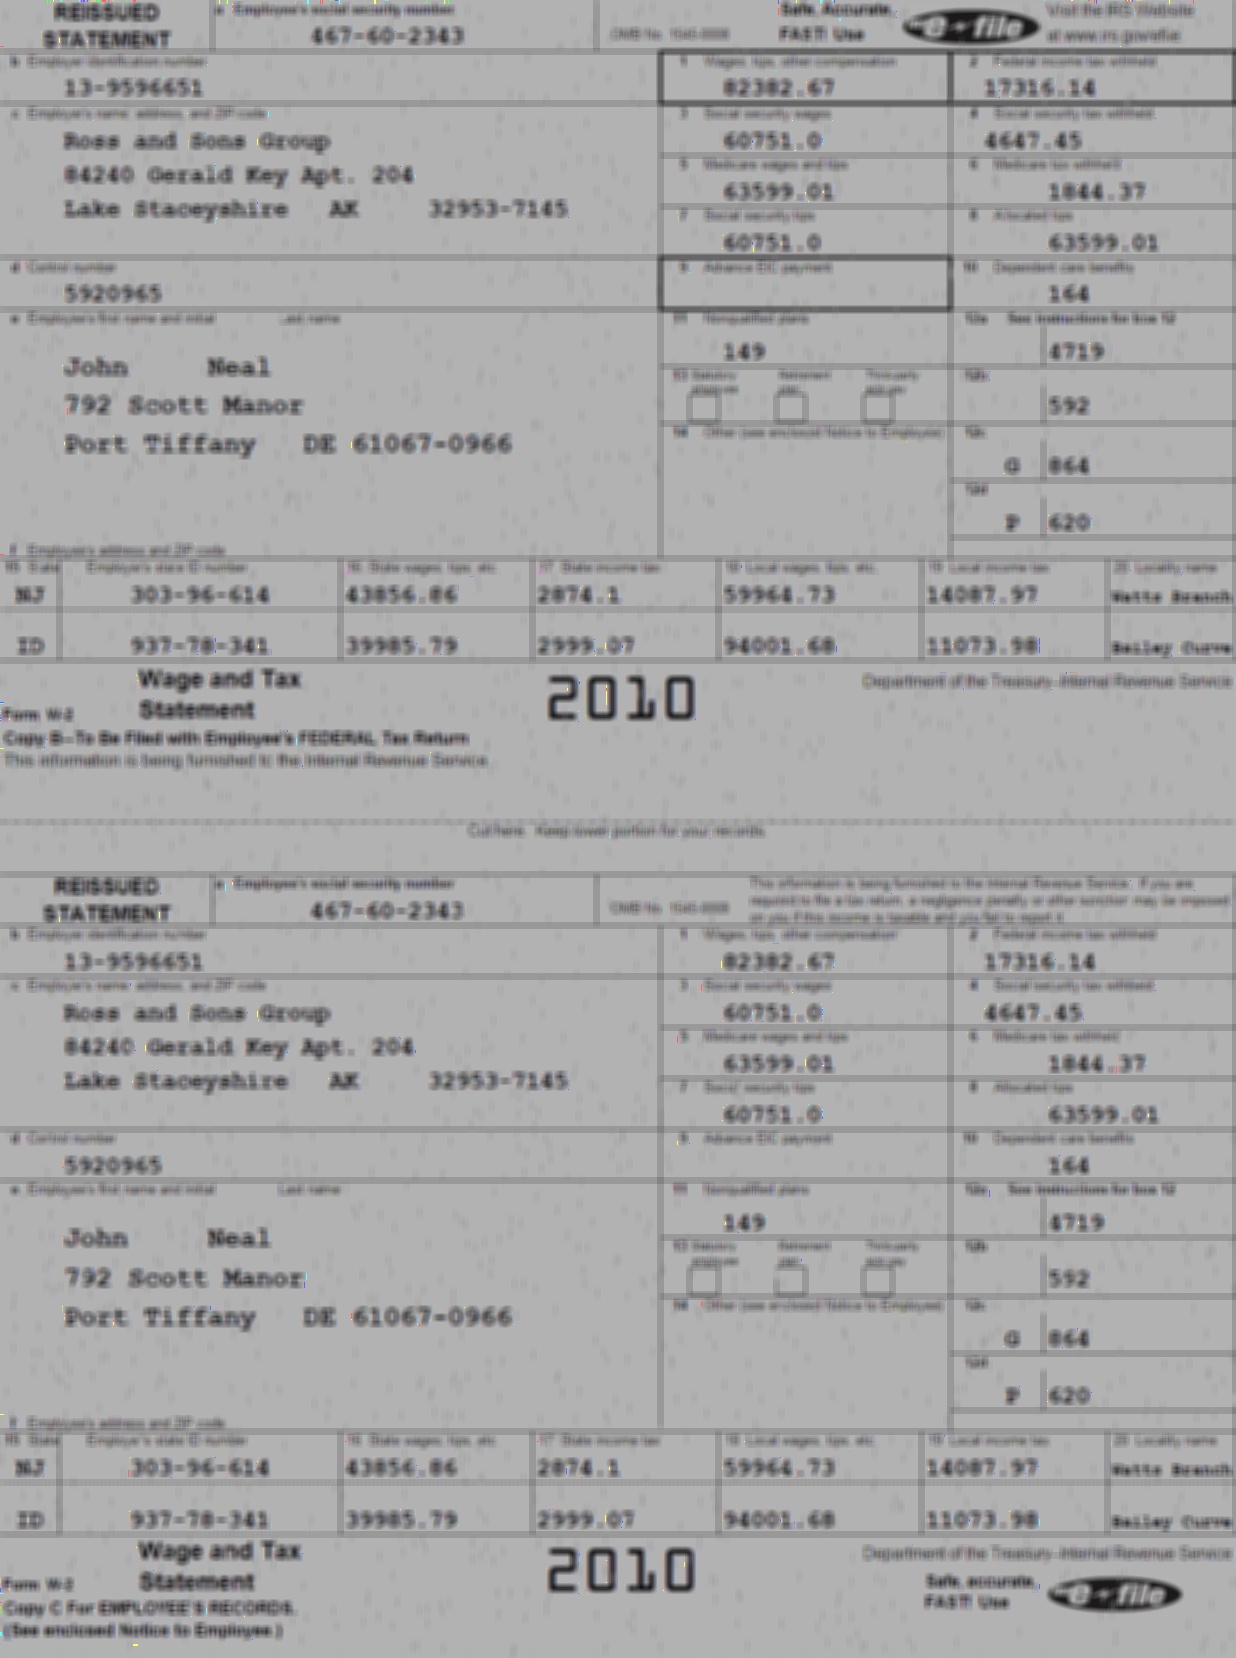 REISSUED STATEMENT
a Employee's social security number
467-60-2343
OMB No. 1545-0008
Safe, Accurate, FAST! Use
e file
Visit the IRS Website at www.irs.gov/efile
b Employer identification number
13-9596651
1 Wages, tips, other compensation
82382.67
2 Federal income tax withheld
17316.14
c Employer's name, address, and ZIP code
Ross and Sons Group
84240 Gerald Key Apt. 204
Lake Staceyshire AK 32953-7145
3 Social security wages
60751.0
4 Social security tax withheld
4647.45
5 Medicare wages and tips
63599.01
6 Medicare tax withheld
1844.37
7 Social security tips
60751.0
8 Allocated tips
63599.01
d Control number
5920965
9 Advance EIC payment
10 Dependent care benefits
164
e Employee's first name and initial Last name
John Neal
792 Scott Manor
Port Tiffany DE 61067-0966
11 Nonqualified plans
149
12a See instructions for box 12
4719
13 Statutory employee Retirement plan Third-party sick pay
12b
592
14 Other (see enclosed Notice to Employee)
12c
G 864
12d
P 620
f Employee's address and ZIP code
15 State Employer's state ID number 16 State wages, tips, etc. 17 State income tax 18 Local wages, tips, etc. 19 Local income tax 20 Locality name
NJ 303-96-614 43856.86 2874.1 59964.73 14087.97 Watts Branch
ID 937-78-341 39985.79 2999.07 94001.68 11073.98 Bailey Curve
Form W-2 Wage and Tax Statement
2010
Department of the Treasury-Internal Revenue Service
Copy B-To Be Filed with Employee's FEDERAL Tax Return
This information is being furnished to the Internal Revenue Service.
Cut here. Keep lower portion for your records.
REISSUED STATEMENT
a Employee's social security number
467-60-2343
OMB No. 1545-0008
This information is being furnished to the Internal Revenue Service. If you are
required to file a tax return, a negligence penalty or other sanction may be imposed
on you if this income is taxable and you fail to report it.
b Employer identification number
13-9596651
1 Wages, tips, other compensation
82382.67
2 Federal income tax withheld
17316.14
c Employer's name, address, and ZIP code
Ross and Sons Group
84240 Gerald Key Apt. 204
Lake Staceyshire AK 32953-7145
3 Social security wages
60751.0
4 Social security tax withheld
4647.45
5 Medicare wages and tips
63599.01
6 Medicare tax withheld
1844.37
7 Social security tips
60751.0
8 Allocated tips
63599.01
d Control number
5920965
9 Advance EIC payment
10 Dependent care benefits
164
e Employee's first name and initial Last name
John Neal
792 Scott Manor
Port Tiffany DE 61067-0966
11 Nonqualified plans
149
12a See instructions for box 12
4719
13 Statutory employee Retirement plan Third-party sick pay
12b
592
14 Other (see enclosed Notice to Employee)
12c
G 864
12d
P 620
f Employee's address and ZIP code
15 State Employer's state ID number 16 State wages, tips, etc. 17 State income tax 18 Local wages, tips, etc. 19 Local income tax 20 Locality name
NJ 303-96-614 43856.86 2874.1 59964.73 14087.97 Watts Branch
ID 937-78-341 39985.79 2999.07 94001.68 11073.98 Bailey Curve
Form W-2 Wage and Tax Statement
2010
Department of the Treasury-Internal Revenue Service
Copy C For EMPLOYEE'S RECORDS.
(See enclosed Notice to Employee.)
Safe, accurate, FAST! Use
e file